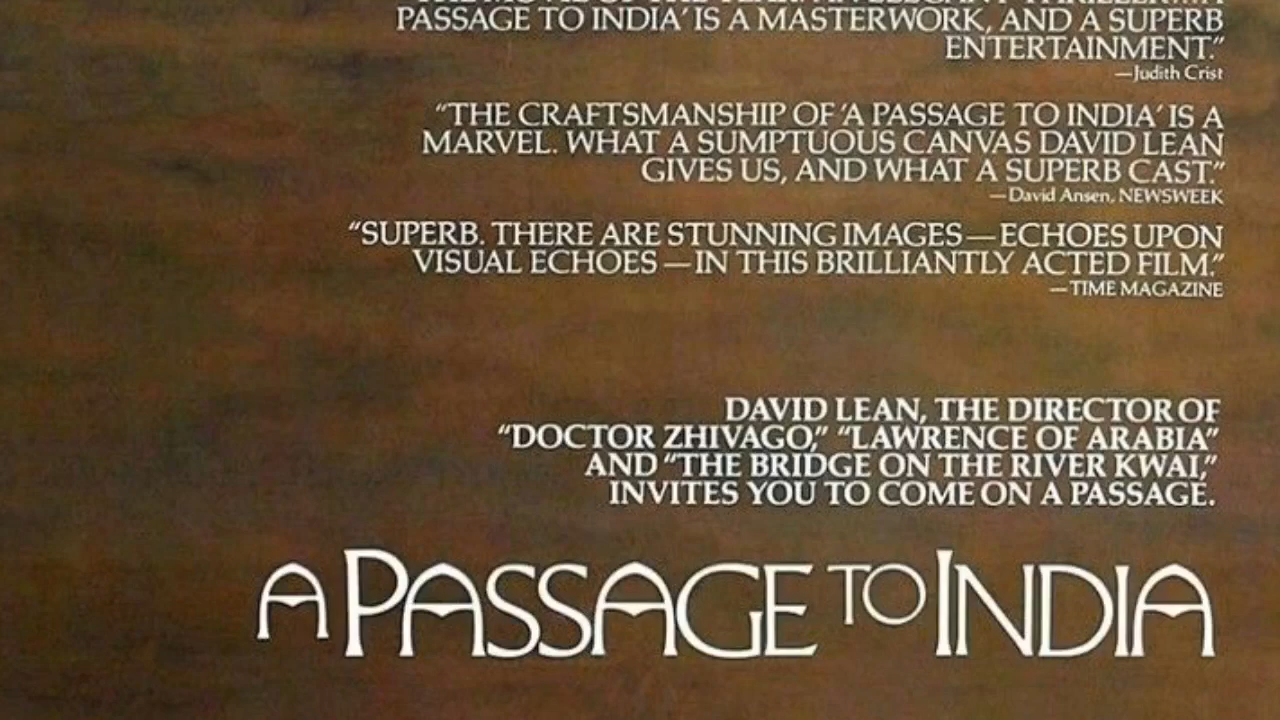 PASSAGE TO INDIA' IS A MASTERWORK, AND A SUPERB
ENTERTAINMENT."
—Judith Crist
"THE CRAFTSMANSHIP OF 'A PASSAGE TO INDIA' IS A
MARVEL. WHAT A SUMPTUOUS CANVAS DAVID LEAN
GIVES US, AND WHAT A SUPERB CAST."
—David Ansen, NEWSWEEK
"SUPERB. THERE ARE STUNNING IMAGES—ECHOES UPON
VISUAL ECHOES—IN THIS BRILLIANTLY ACTED FILM."
—TIME MAGAZINE
DAVID LEAN, THE DIRECTOR OF
"DOCTOR ZHIVAGO," "LAWRENCE OF ARABIA"
AND "THE BRIDGE ON THE RIVER KWAI,"
INVITES YOU TO COME ON A PASSAGE.
A PASSAGE TO INDIA